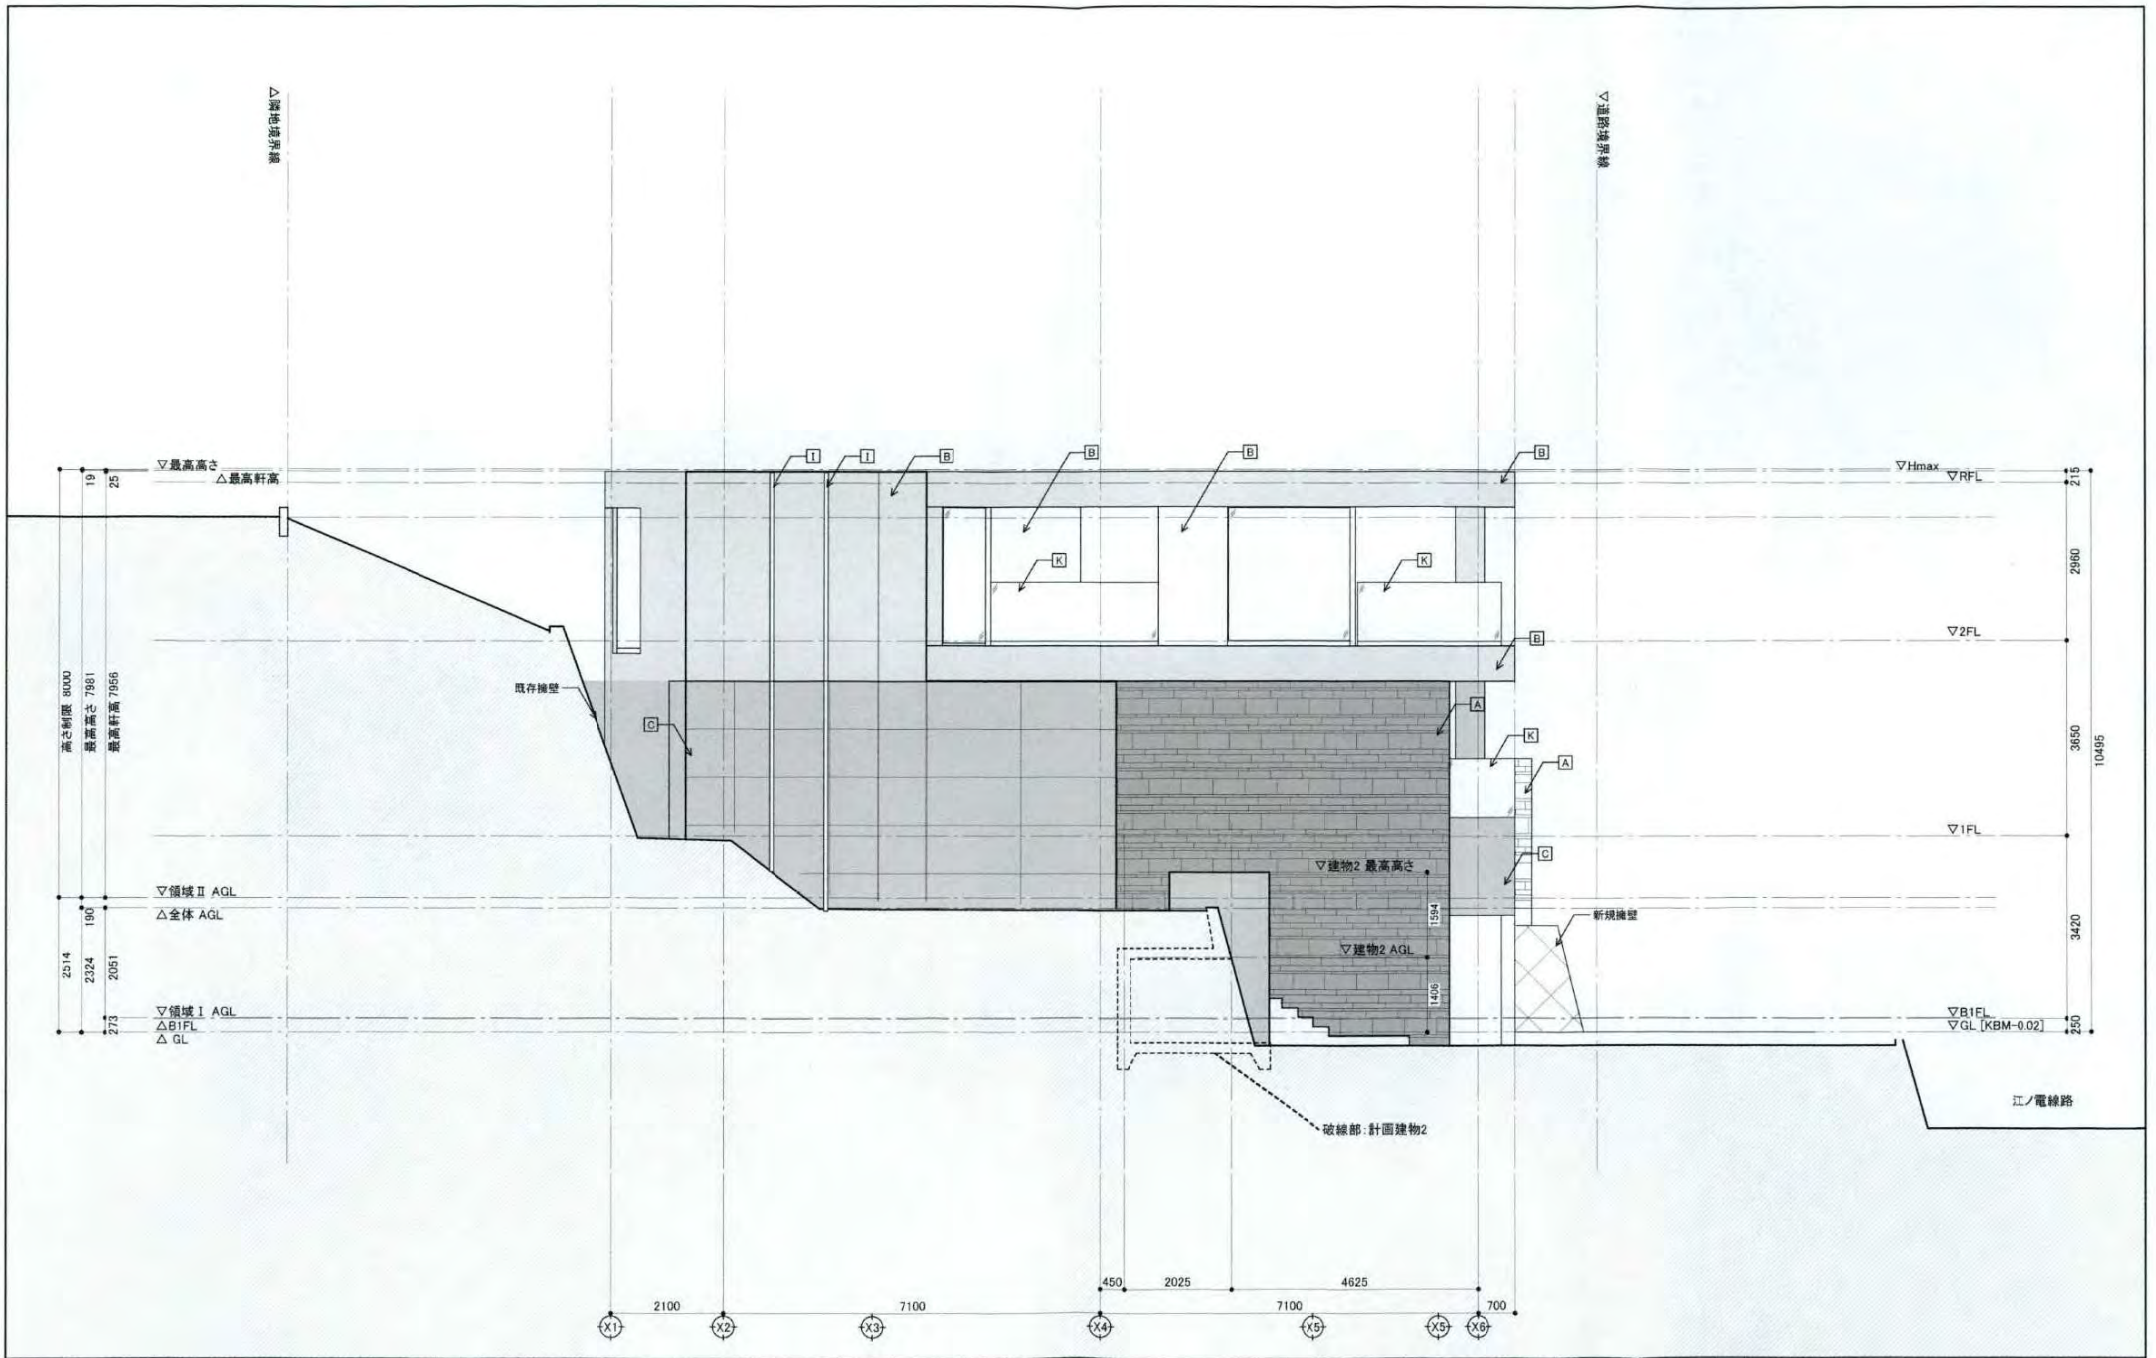 △隣地境界線
▽道路境界線
▽最高高さ
△最高軒高
19
25
I
I
B
B
B
B
▽Hmax
▽RFL
215
2960
K
K
▽2FL
B
高さ制限 8000
最高高さ 7981
最高軒高 7956
既存擁壁
C
A
K
A
3650
10495
▽1FL
▽建物2 最高高さ
C
▽領域Ⅱ AGL
△全体 AGL
190
1594
新規擁壁
3420
2514
2324
2051
▽建物2 AGL
1406
▽領域Ⅰ AGL
△B1FL
△ GL
273
▽B1FL
▽GL [KBM-0.02]
250
江ノ電線路
破線部:計画建物2
450
2025
4625
2100
7100
7100
700
X1
X2
X3
X4
X5
X5
X6